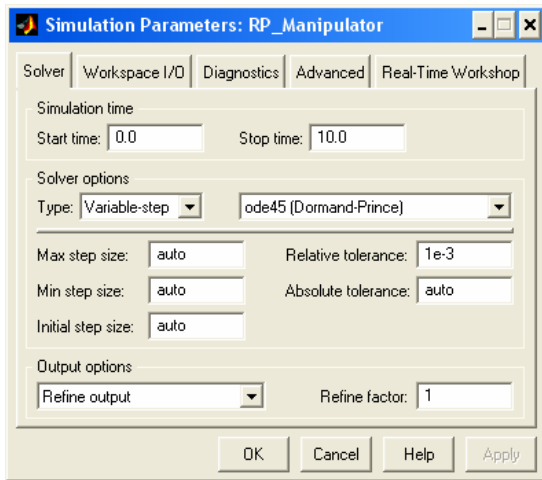 Simulation Parameters: RP_Manipulator
Solver Workspace I/O Diagnostics Advanced Real-Time Workshop
Simulation time
Start time: 0.0 Stop time: 10.0
Solver options
Type: Variable-step ode45 (Dormand-Prince)
Max step size: auto Relative tolerance: 1e-3
Min step size: auto Absolute tolerance: auto
Initial step size: auto
Output options
Refine output Refine factor: 1
OK Cancel Help Apply